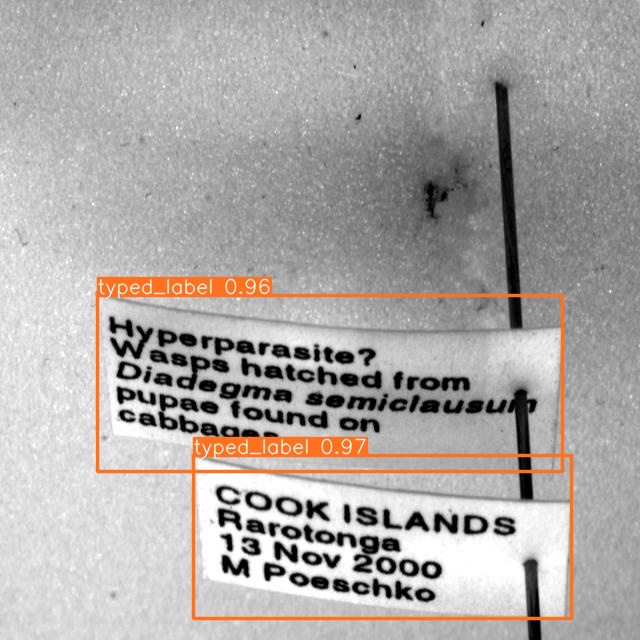 typed_label 0.96
Hyperparasite?
Wasps hatched from
Diadegma semiclausum
pupae found on
cabbages
typed_label 0.97
COOK ISLANDS
Rarotonga
13 Nov 2000
M Poeschko